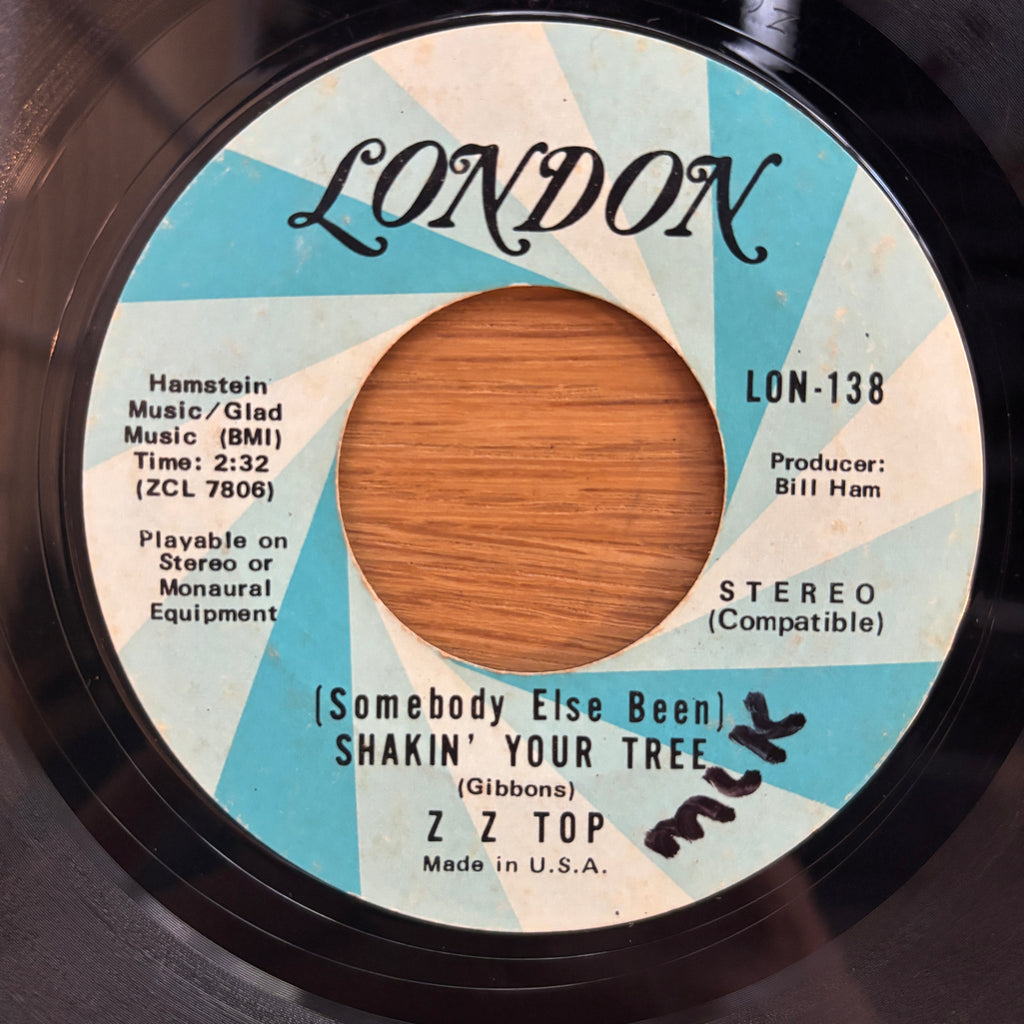 LONDON
Hamstein
Music/Glad
Music (BMI)
Time: 2:32
(ZCL 7806)
Playable on
Stereo or
Monaural
Equipment
LON-138
Producer:
Bill Ham
STEREO
(Compatible)
(Somebody Else Been)
SHAKIN' YOUR TREE
(Gibbons)
Z Z TOP
Made in U.S.A.
MLK